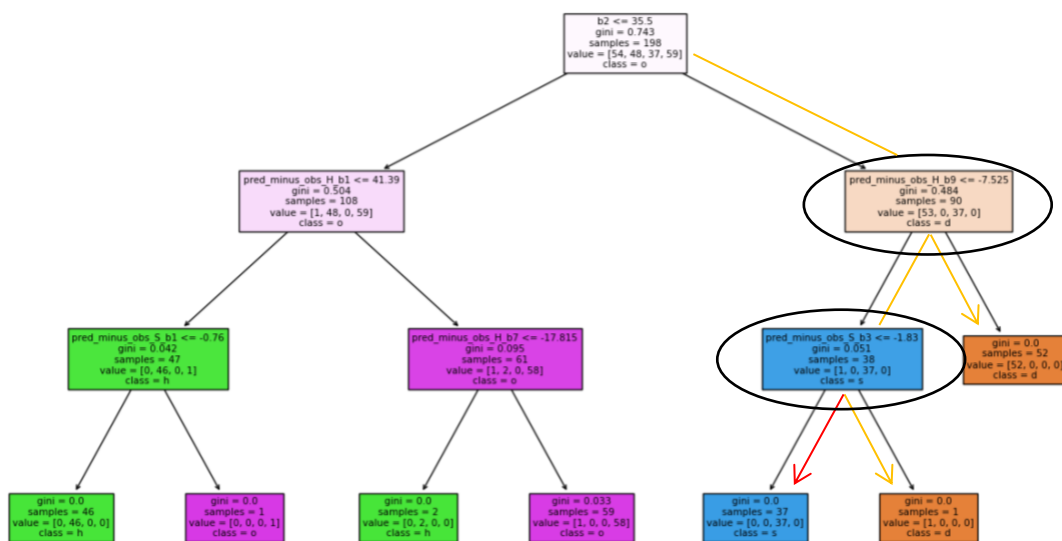 b2 <= 35.5
gini = 0.743
samples = 198
value = [54, 48, 37, 59]
class = o
pred_minus_obs_H_b1 <= 41.39
gini = 0.504
samples = 108
value = [1, 48, 0, 59]
class = o
pred_minus_obs_H_b9 <= -7.525
gini = 0.484
samples = 90
value = [53, 0, 37, 0]
class = d
pred_minus_obs_S_b1 <= -0.76
gini = 0.042
samples = 47
value = [0, 46, 0, 1]
class = h
pred_minus_obs_H_b7 <= -17.815
gini = 0.095
samples = 61
value = [1, 2, 0, 58]
class = o
pred_minus_obs_S_b3 <= -1.83
gini = 0.051
samples = 38
value = [1, 0, 37, 0]
class = s
gini = 0.0
samples = 52
value = [52, 0, 0, 0]
class = d
gini = 0.0
samples = 46
value = [0, 46, 0, 0]
class = h
gini = 0.0
samples = 1
value = [0, 0, 0, 1]
class = o
gini = 0.0
samples = 2
value = [0, 2, 0, 0]
class = h
gini = 0.033
samples = 59
value = [1, 0, 0, 58]
class = o
gini = 0.0
samples = 37
value = [0, 0, 37, 0]
class = s
gini = 0.0
samples = 1
value = [1, 0, 0, 0]
class = d